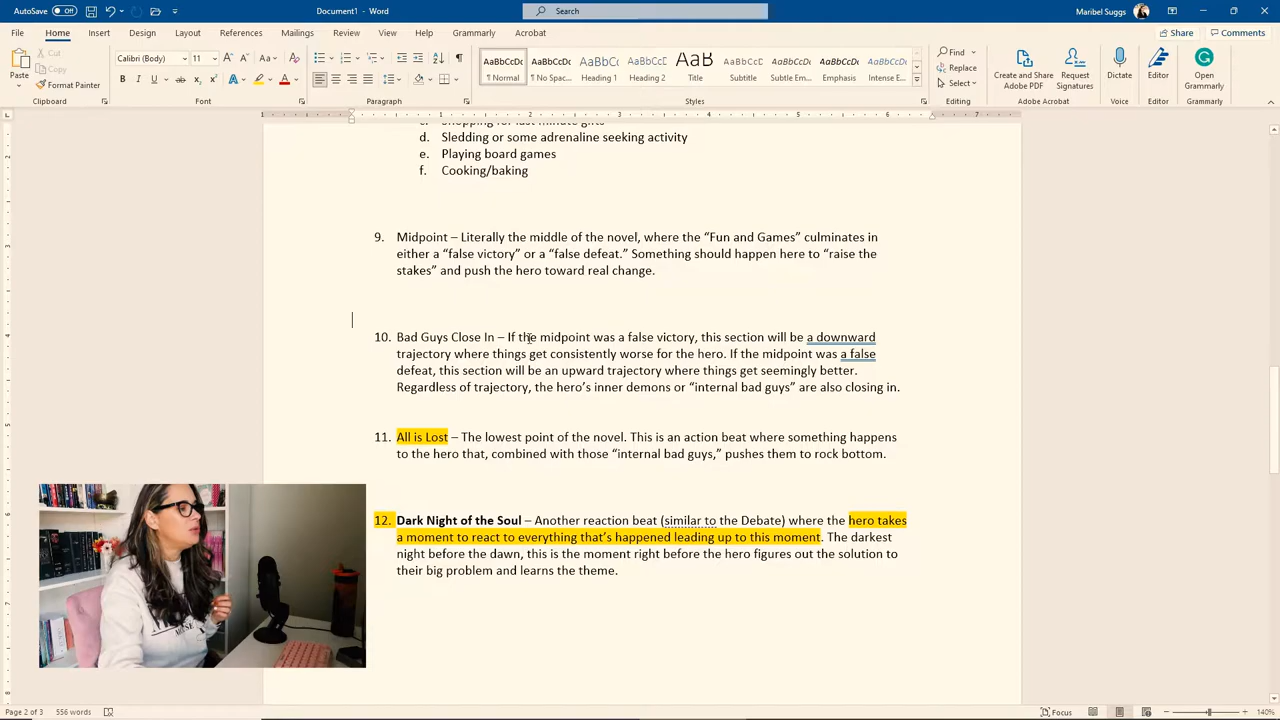 AutoSave Off
Document1 - Word
Search
Maribel Suggs
File Home Insert Design Layout References Mailings Review View Help Grammarly Acrobat
Share Comments
Paste
Cut
Copy
Format Painter
Clipboard
Calibri (Body) 11
Font
Paragraph
AaBbCcDc AaBbCcDc AaBbCc AaBbCcC AaB AaBbCcC AaBbCcDc AaBbCcDc AaBbCcDc
¶ Normal ¶ No Spac... Heading 1 Heading 2 Title Subtitle Subtle Em... Emphasis Intense E...
Styles
Find
Replace
Select
Editing
Create and Share
Adobe PDF
Request
Signatures
Adobe Acrobat
Dictate
Voice
Editor
Editor
Open
Grammarly
Grammarly
d. Sledding or some adrenaline seeking activity
e. Playing board games
f. Cooking/baking
9. Midpoint – Literally the middle of the novel, where the “Fun and Games” culminates in
either a “false victory” or a “false defeat.” Something should happen here to “raise the
stakes” and push the hero toward real change.
10. Bad Guys Close In – If the midpoint was a false victory, this section will be a downward
trajectory where things get consistently worse for the hero. If the midpoint was a false
defeat, this section will be an upward trajectory where things get seemingly better.
Regardless of trajectory, the hero’s inner demons or “internal bad guys” are also closing in.
11. All is Lost – The lowest point of the novel. This is an action beat where something happens
to the hero that, combined with those “internal bad guys,” pushes them to rock bottom.
12. Dark Night of the Soul – Another reaction beat (similar to the Debate) where the hero takes
a moment to react to everything that’s happened leading up to this moment. The darkest
night before the dawn, this is the moment right before the hero figures out the solution to
their big problem and learns the theme.
Page 2 of 3 556 words
Focus
140%